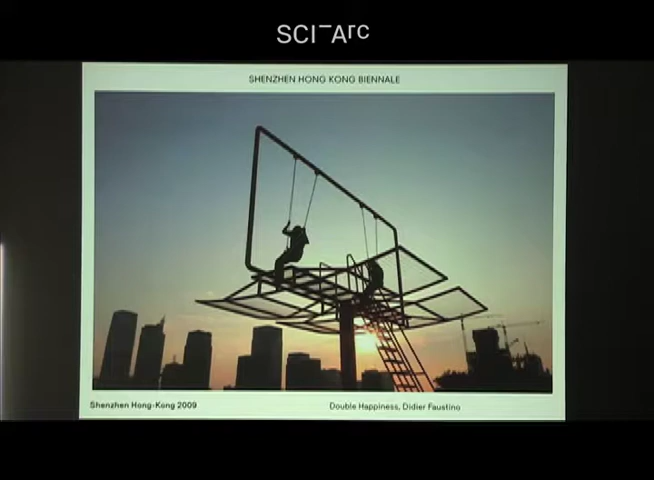 SCI-Arc
SHENZHEN HONG KONG BIENNALE
Shenzhen Hong-Kong 2009
Double Happiness, Didier Faustino